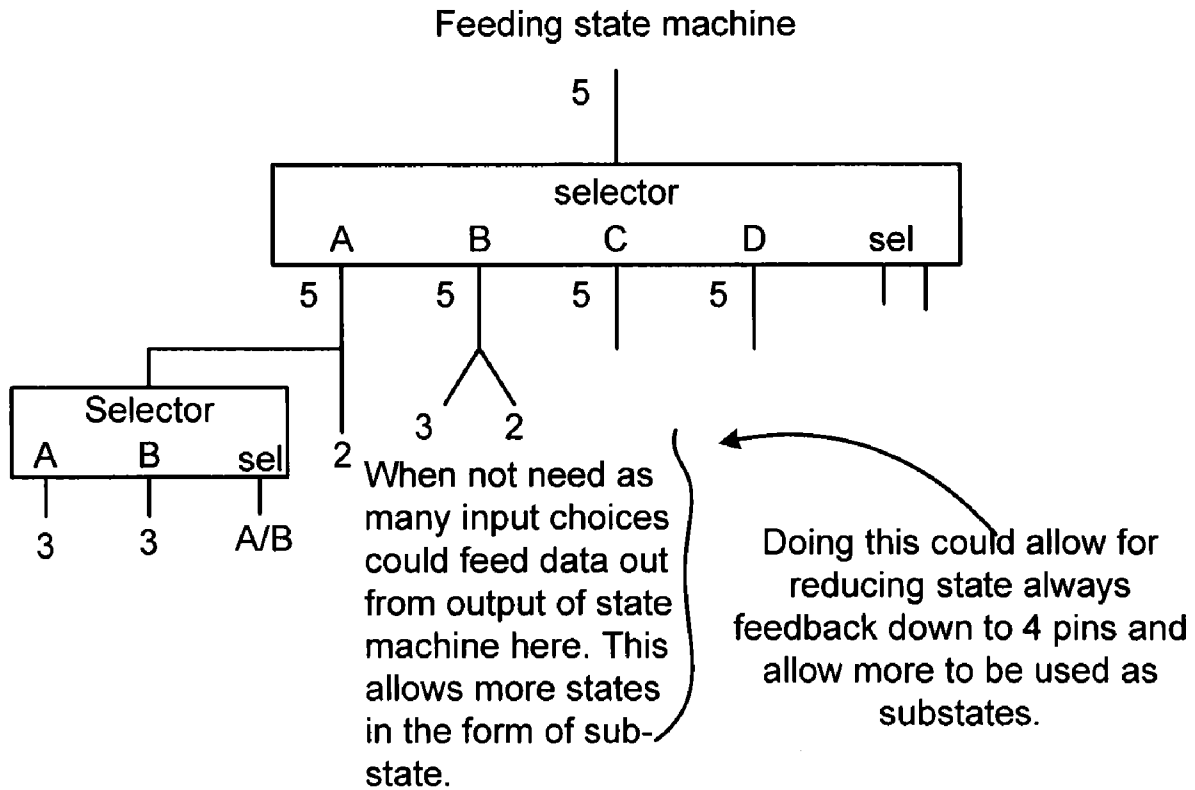 Feeding state machine
5
selector
A B C D sel
5 5 5 5
Selector
A B sel
2
3 2
3 3 A/B
When not need as
many input choices
could feed data out
from output of state
machine here. This
allows more states
in the form of sub-
state.
Doing this could allow for
reducing state always
feedback down to 4 pins and
allow more to be used as
substates.